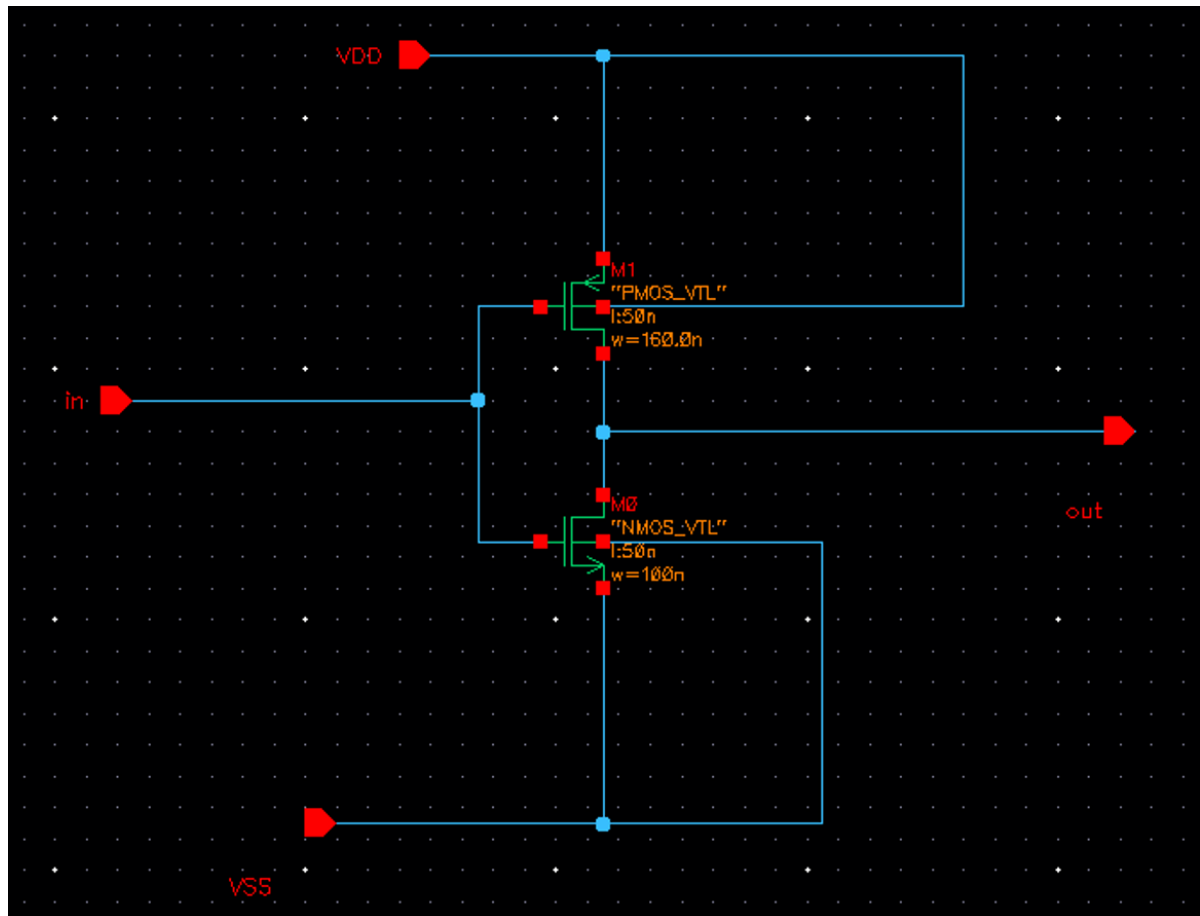 VDD
M1
"PMOS_VTL"
l:50n
w=160.0n
in
M0
"NMOS_VTL"
l:50n
w=100n
out
VSS